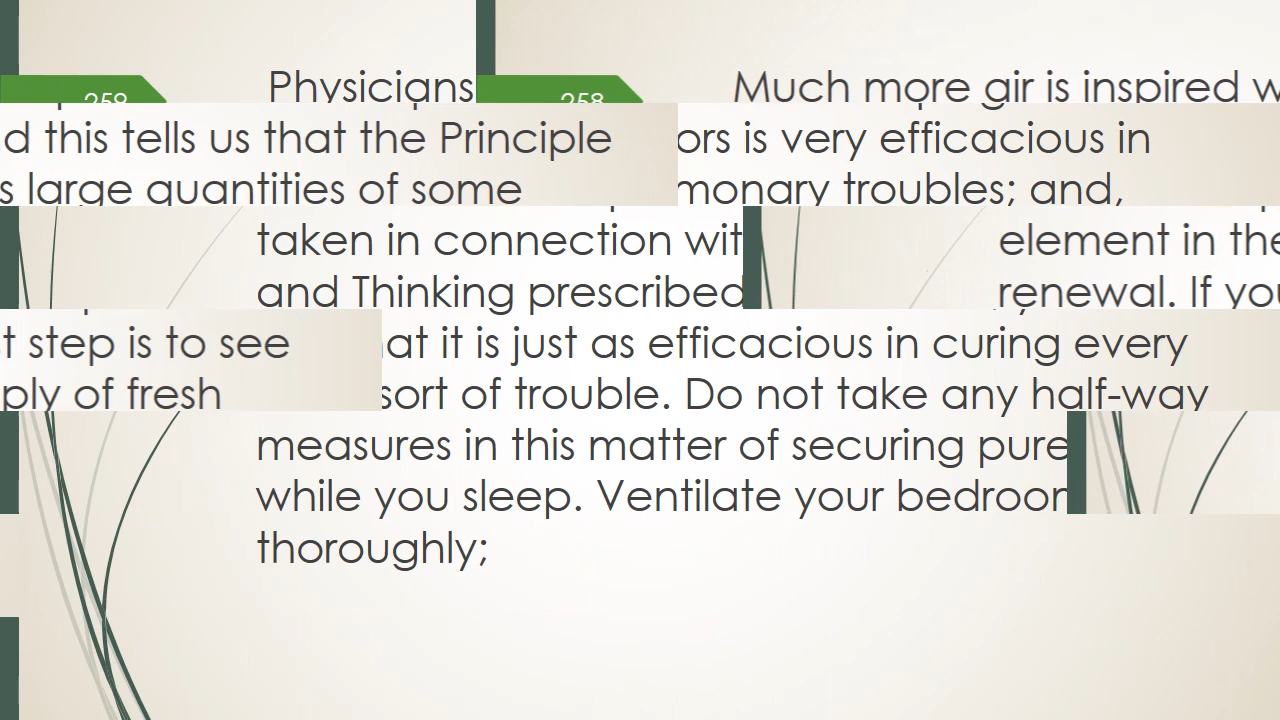 259 Physicians 258 Much more air is inspired
d this tells us that the Principle ors is very efficacious in
s large quantities of some monary troubles; and,
taken in connection wit element in the
and Thinking prescribed renewal. If you
t step is to see at it is just as efficacious in curing every
ply of fresh sort of trouble. Do not take any half-way
measures in this matter of securing pure
while you sleep. Ventilate your bedroom
thoroughly;